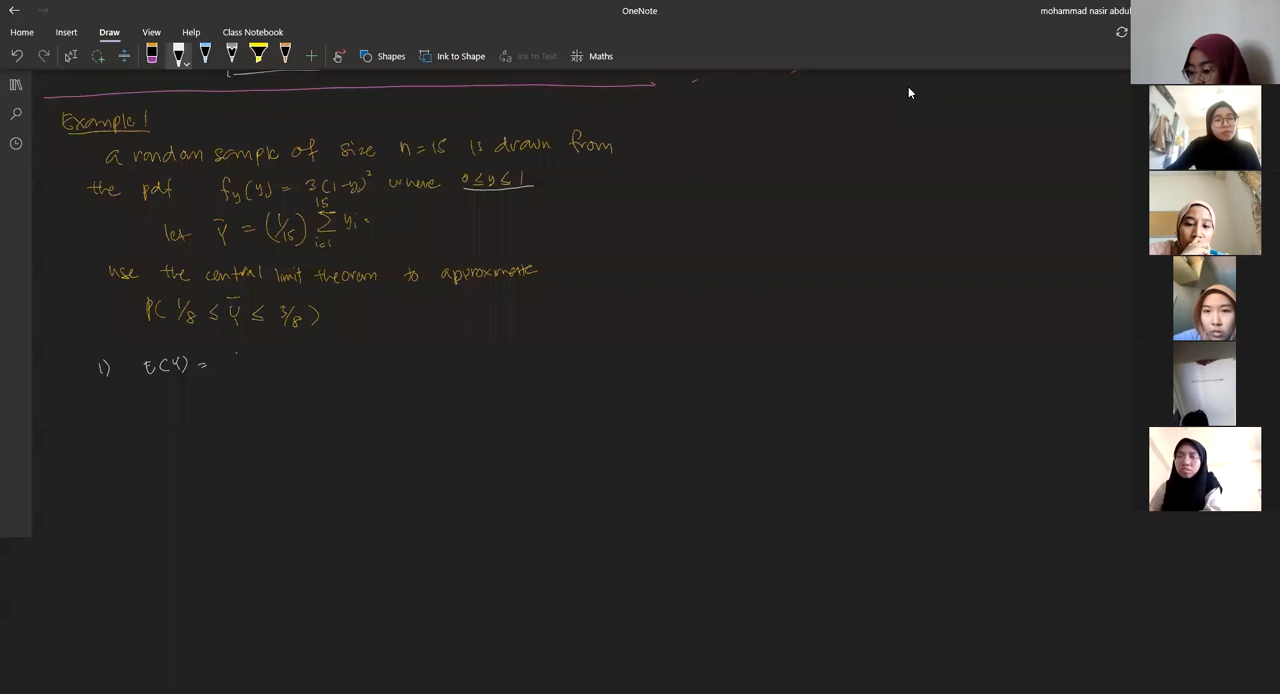 OneNote
mohammad nasir abdul
Home Insert Draw View Help Class Notebook
Shapes Ink to Shape Ink to Text Maths
Example 1
a random sample of size n=15 is drawn from
the pdf f_y(y) = 3(1-y)² where 0≤y≤1
let Ȳ = (1/15) Σ_{i=1}^{15} yi
use the central limit theorem to approximate
P( 1/8 ≤ Ȳ ≤ 3/8 )
1) E(Y) =